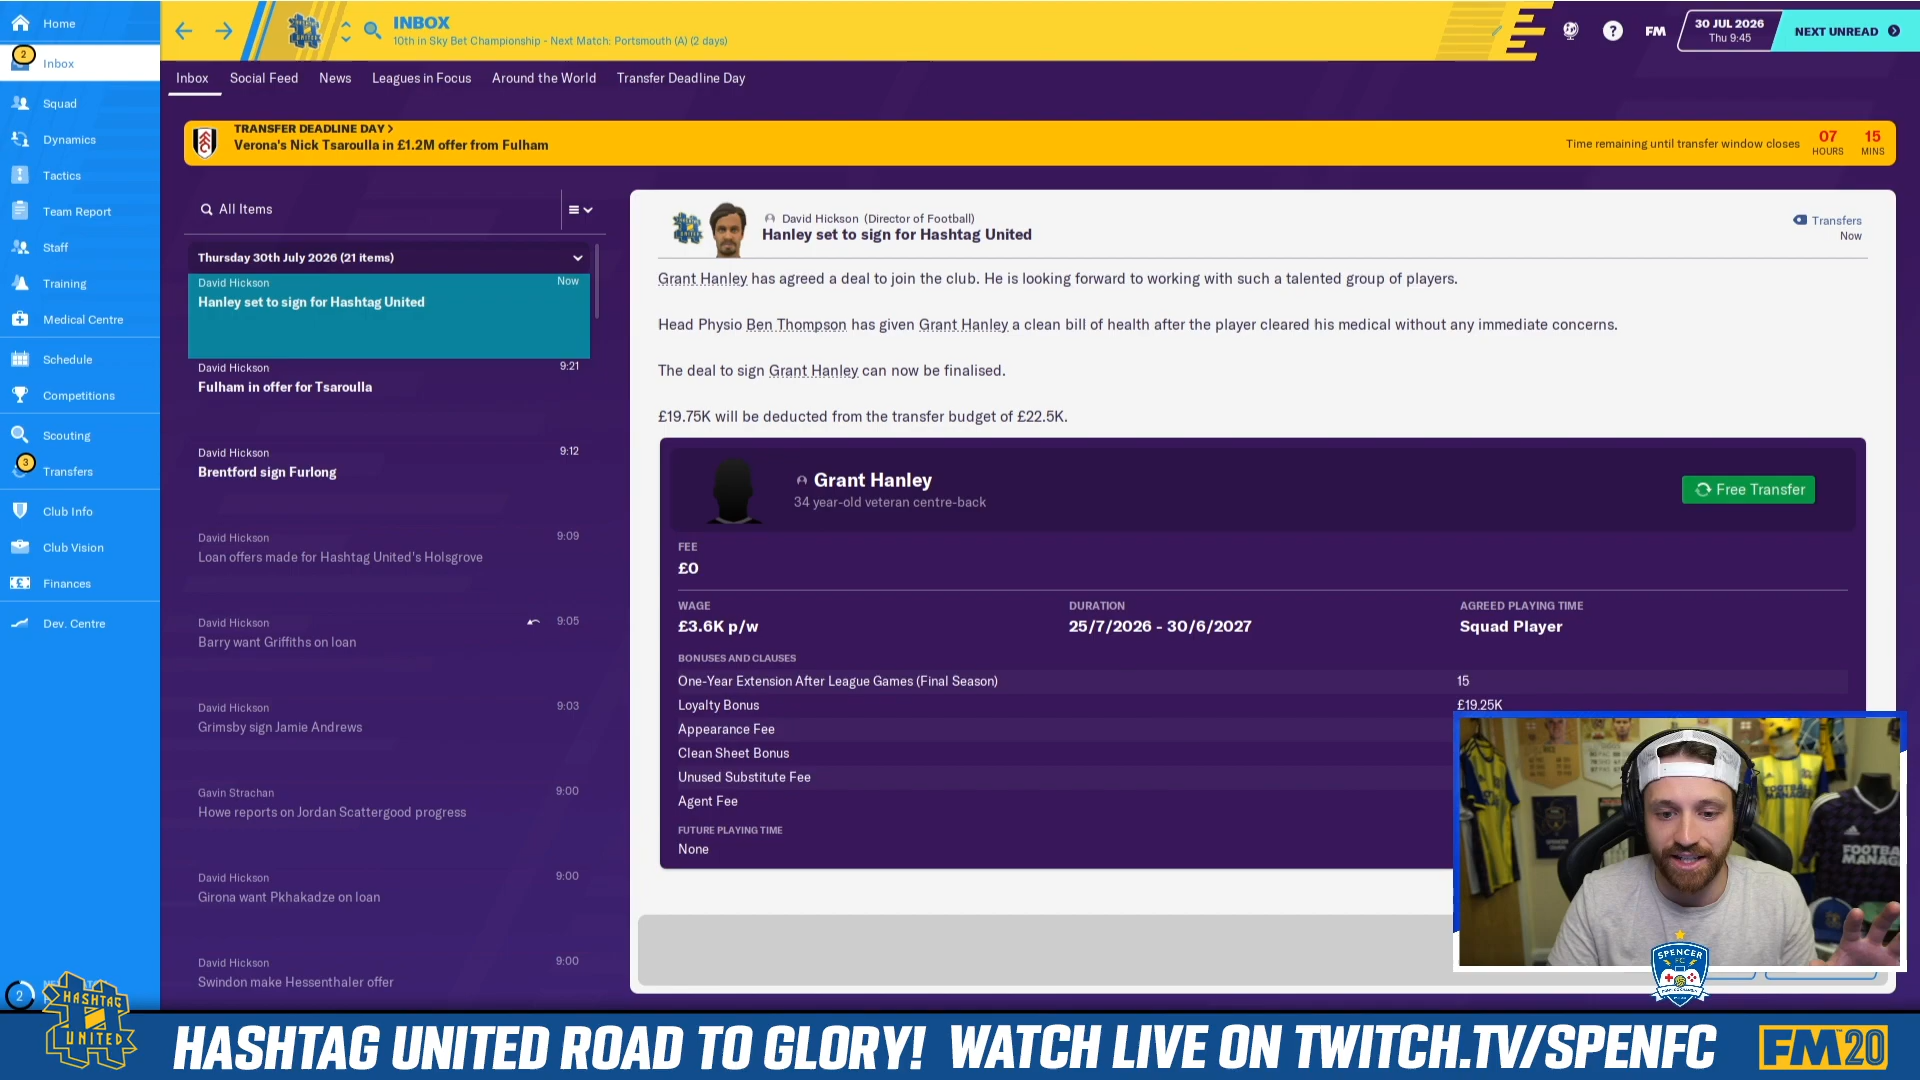 Home
2
Inbox
Squad
Dynamics
Tactics
Team Report
Staff
Training
Medical Centre
Schedule
Competitions
Scouting
3
Transfers
Club Info
Club Vision
Finances
Dev. Centre
2
INBOX
10th in Sky Bet Championship - Next Match: Portsmouth (A) (2 days)
?
FM
30 JUL 2026
Thu 9:45
NEXT UNREAD
Inbox Social Feed News Leagues in Focus Around the World Transfer Deadline Day
TRANSFER DEADLINE DAY >
Verona's Nick Tsaroulla in £1.2M offer from Fulham
Time remaining until transfer window closes
07 15
HOURS MINS
All Items
Thursday 30th July 2026 (21 items)
David Hickson Now
Hanley set to sign for Hashtag United
David Hickson 9:21
Fulham in offer for Tsaroulla
David Hickson 9:12
Brentford sign Furlong
David Hickson 9:09
Loan offers made for Hashtag United's Holsgrove
David Hickson 9:05
Barry want Griffiths on loan
David Hickson 9:03
Grimsby sign Jamie Andrews
Gavin Strachan 9:00
Howe reports on Jordan Scattergood progress
David Hickson 9:00
Girona want Pkhakadze on loan
David Hickson 9:00
Swindon make Hessenthaler offer
David Hickson (Director of Football)
Hanley set to sign for Hashtag United
Transfers
Now
Grant Hanley has agreed a deal to join the club. He is looking forward to working with such a talented group of players.
Head Physio Ben Thompson has given Grant Hanley a clean bill of health after the player cleared his medical without any immediate concerns.
The deal to sign Grant Hanley can now be finalised.
£19.75K will be deducted from the transfer budget of £22.5K.
Grant Hanley
34 year-old veteran centre-back
Free Transfer
FEE
£0
WAGE DURATION AGREED PLAYING TIME
£3.6K p/w 25/7/2026 - 30/6/2027 Squad Player
BONUSES AND CLAUSES
One-Year Extension After League Games (Final Season) 15
Loyalty Bonus £19.25K
Appearance Fee
Clean Sheet Bonus
Unused Substitute Fee
Agent Fee
FUTURE PLAYING TIME
None
FOOTBALL
MANAGER
FOOTBA
MANAG
SPENCER
FC
HASHTAG
UNITED
HASHTAG UNITED ROAD TO GLORY! WATCH LIVE ON TWITCH.TV/SPENFC
FM20